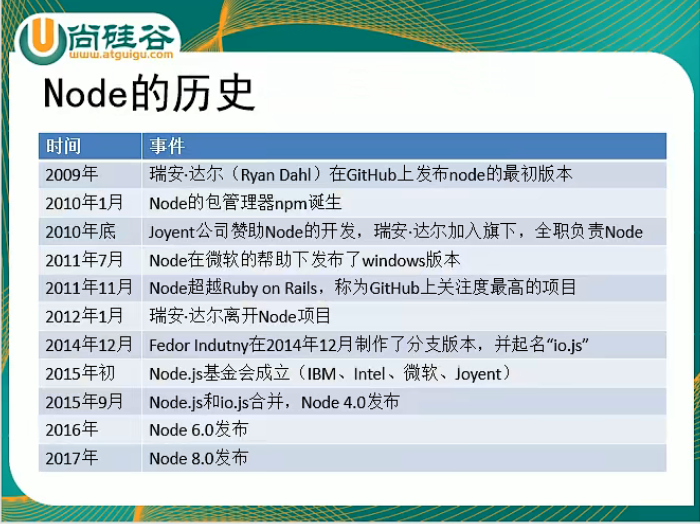 尚硅谷
www.atguigu.com
Node的历史
时间 事件
2009年 瑞安·达尔（Ryan Dahl）在GitHub上发布node的最初版本
2010年1月 Node的包管理器npm诞生
2010年底 Joyent公司赞助Node的开发，瑞安·达尔加入旗下，全职负责Node
2011年7月 Node在微软的帮助下发布了windows版本
2011年11月 Node超越Ruby on Rails，称为GitHub上关注度最高的项目
2012年1月 瑞安·达尔离开Node项目
2014年12月 Fedor Indutny在2014年12月制作了分支版本，并起名“io.js”
2015年初 Node.js基金会成立（IBM、Intel、微软、Joyent）
2015年9月 Node.js和io.js合并，Node 4.0发布
2016年 Node 6.0发布
2017年 Node 8.0发布